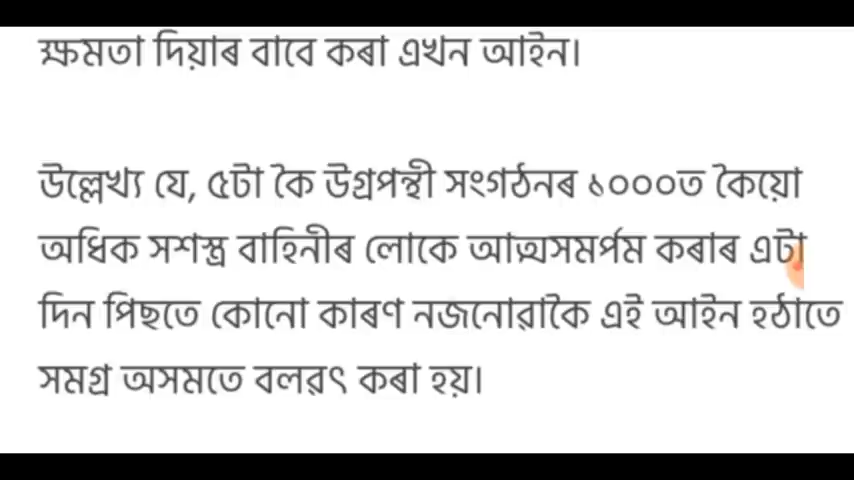 ক্ষমতা দিয়াৰ বাবে কৰা এখন আইন।
উল্লেখ্য যে, ৫টা কৈ উগ্ৰপন্থী সংগঠনৰ ১০০০ত কৈয়ো
অধিক সশস্ত্ৰ বাহিনীৰ লোকে আত্মসমৰ্পম কৰাৰ এটা
দিন পিছতে কোনো কাৰণ নজনোৱাকৈ এই আইন হঠাতে
সমগ্ৰ অসমতে বলৱৎ কৰা হয়।